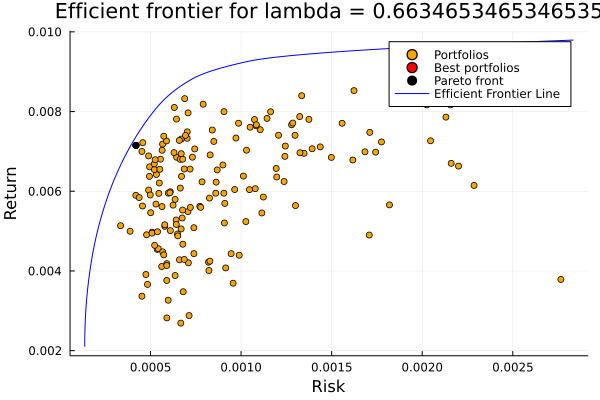 Efficient frontier for lambda = 0.6634653465346535
Return
0.010
0.008
0.006
0.004
0.002
Portfolios
Best portfolios
Pareto front
Efficient Frontier Line
0.0005
0.0010
0.0015
0.0020
0.0025
Risk